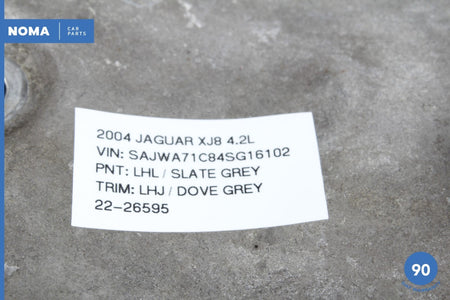 NOMA
CAR
PARTS
2004 JAGUAR XJ8 4.2L
VIN: SAJWA71C84SG16102
PNT: LHL / SLATE GREY
TRIM: LHJ / DOVE GREY
22-26595
90